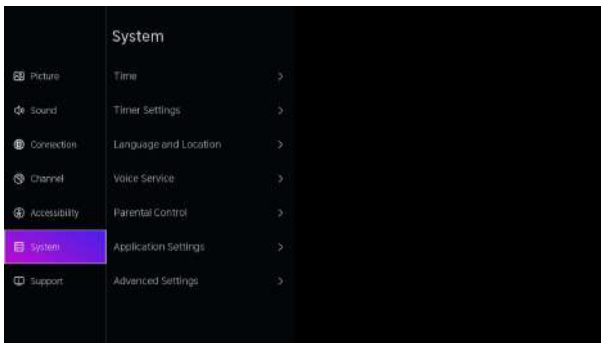 System
Picture
Sound
Connection
Channel
Accessibility
System
Support
Time
Timer Settings
Language and Location
Voice Service
Parental Control
Application Settings
Advanced Settings